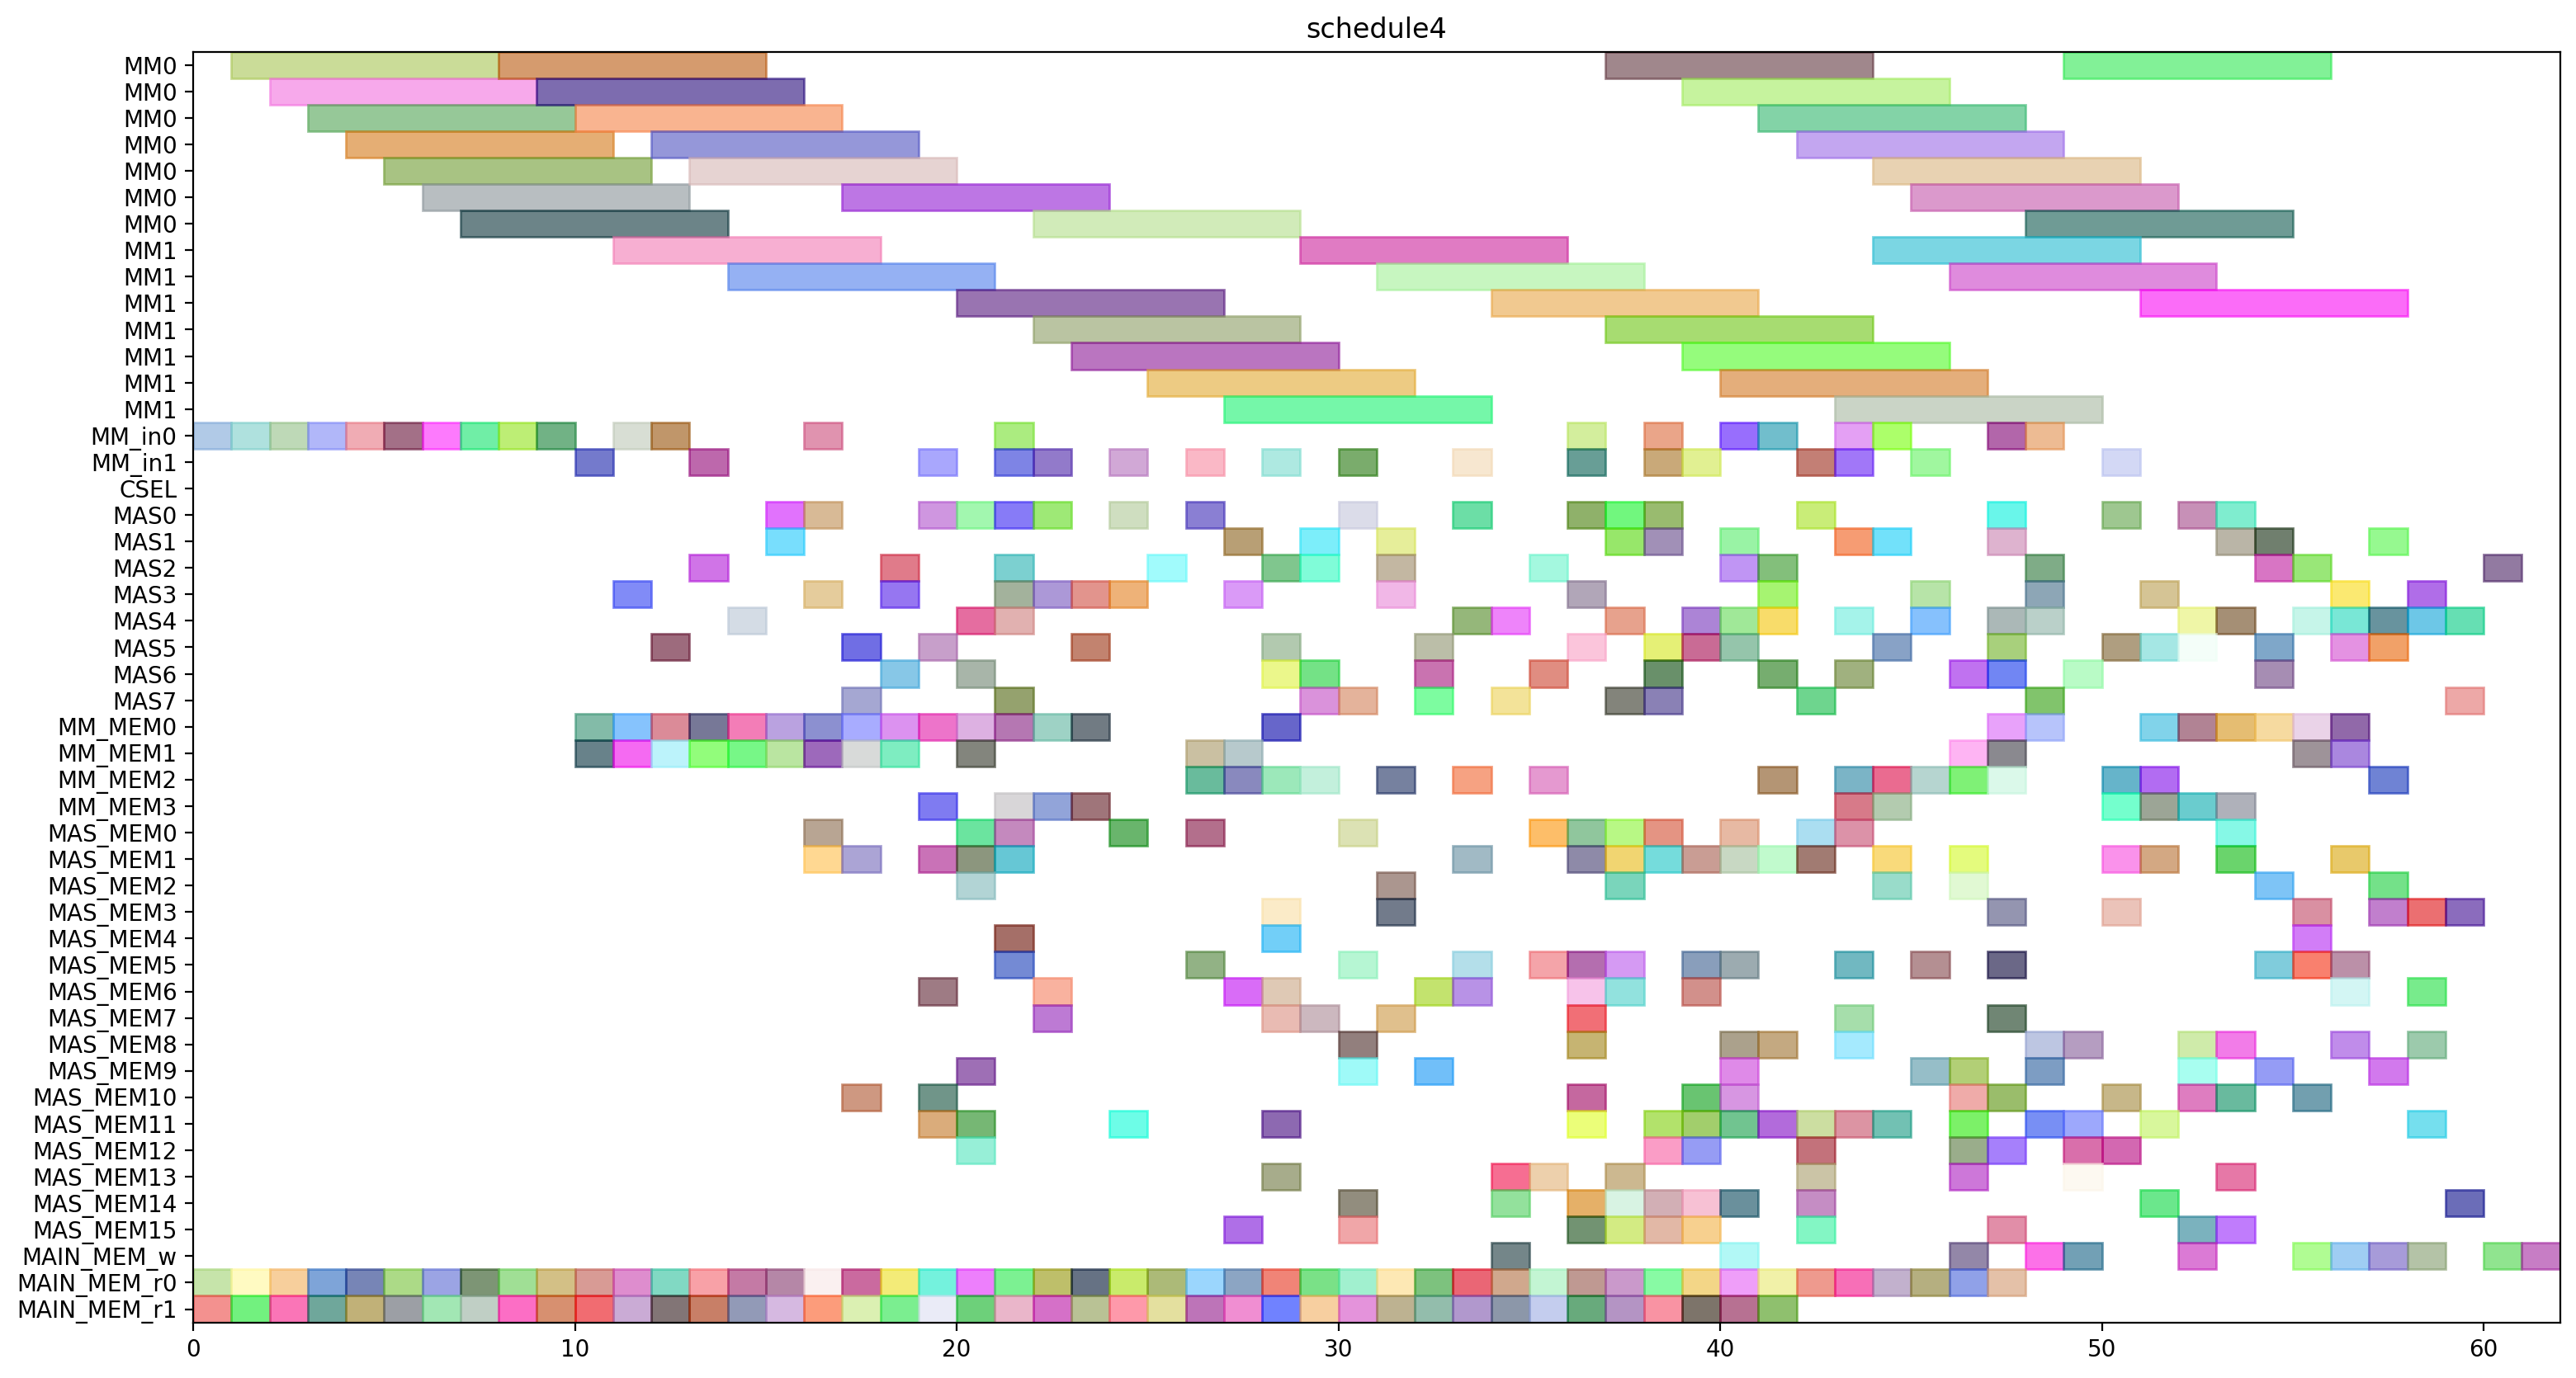 schedule4
MM0
MM0
MM0
MM0
MM0
MM0
MM0
MM1
MM1
MM1
MM1
MM1
MM1
MM1
MM_in0
MM_in1
CSEL
MAS0
MAS1
MAS2
MAS3
MAS4
MAS5
MAS6
MAS7
MM_MEM0
MM_MEM1
MM_MEM2
MM_MEM3
MAS_MEM0
MAS_MEM1
MAS_MEM2
MAS_MEM3
MAS_MEM4
MAS_MEM5
MAS_MEM6
MAS_MEM7
MAS_MEM8
MAS_MEM9
MAS_MEM10
MAS_MEM11
MAS_MEM12
MAS_MEM13
MAS_MEM14
MAS_MEM15
MAIN_MEM_w
MAIN_MEM_r0
MAIN_MEM_r1
0 10 20 30 40 50 60